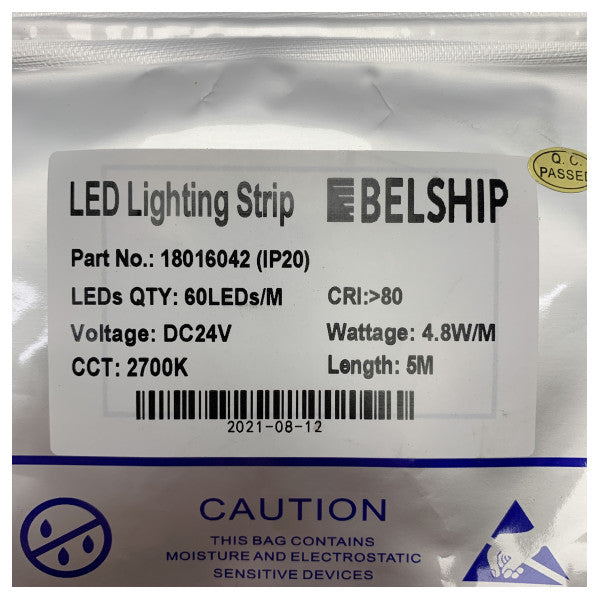 Q.C.
PASSED
LED Lighting Strip BELSHIP
Part No.: 18016042 (IP20)
LEDs QTY: 60LEDs/M CRI:>80
Voltage: DC24V Wattage: 4.8W/M
CCT: 2700K Length: 5M
2021-08-12
CAUTION
THIS BAG CONTAINS
MOISTURE AND ELECTROSTATIC
SENSITIVE DEVICES